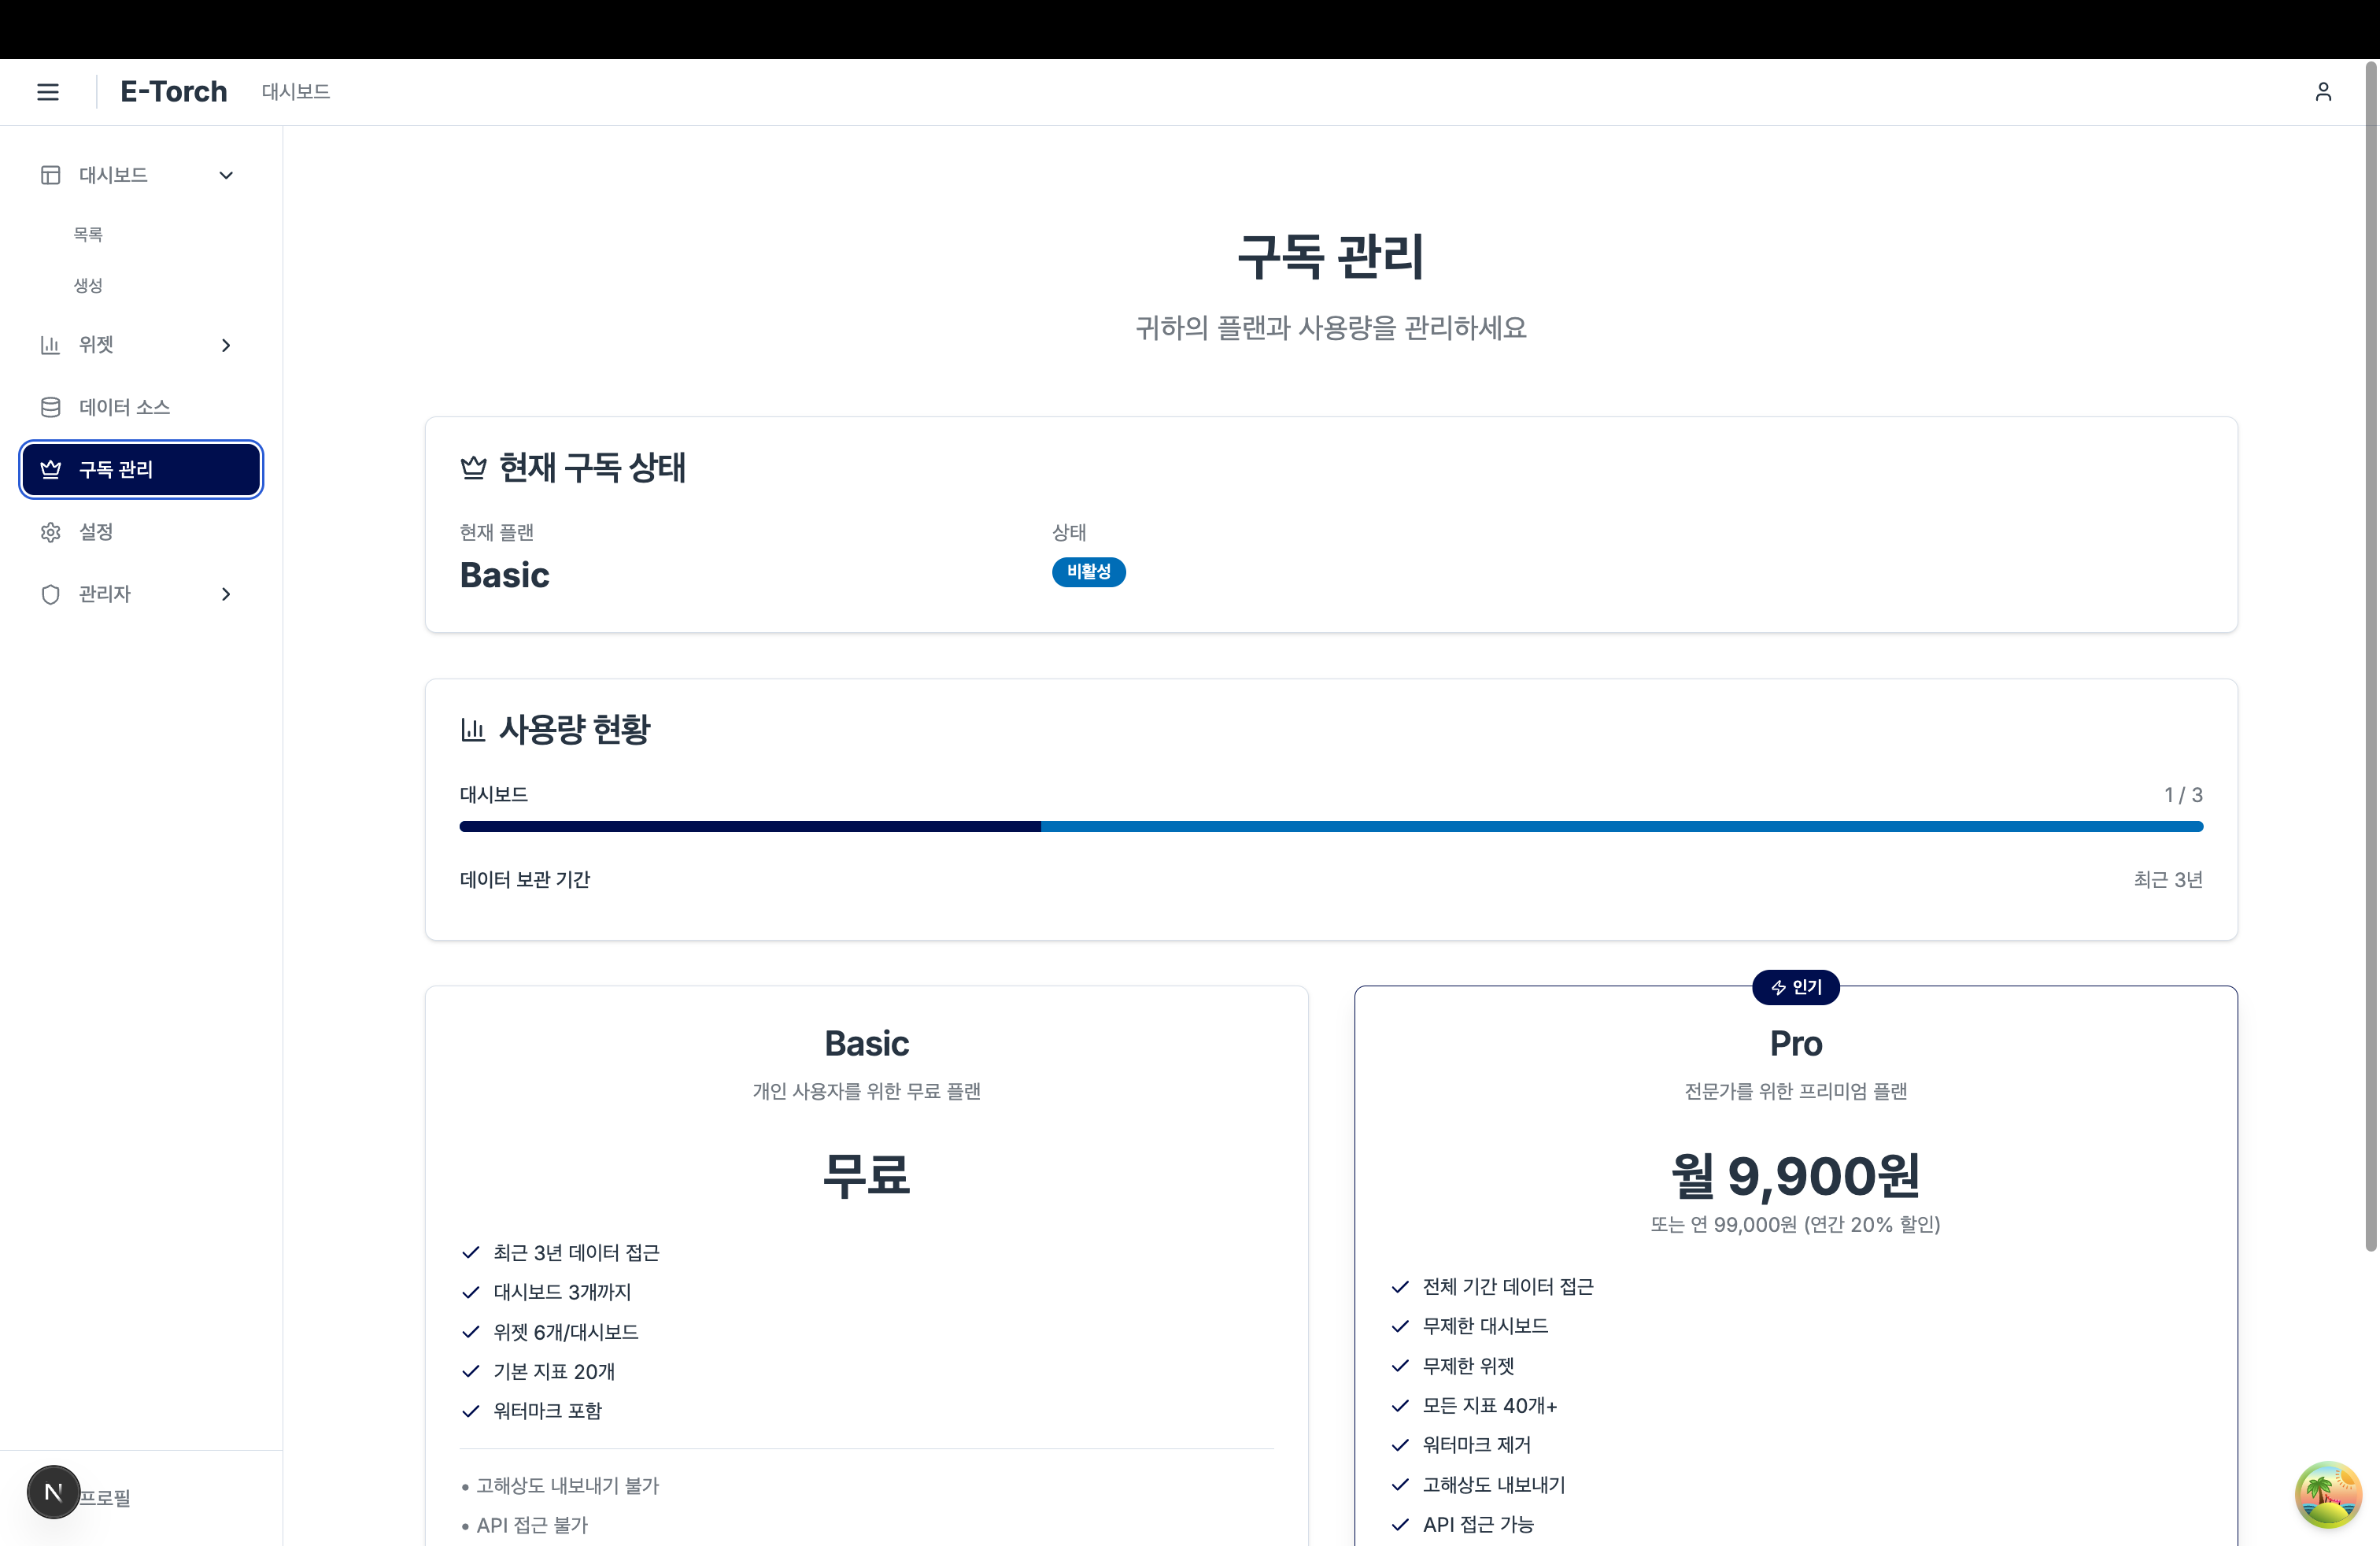 E-Torch
대시보드
대시보드
목록
생성
위젯
데이터 소스
구독 관리
설정
관리자
N
프로필
구독 관리
귀하의 플랜과 사용량을 관리하세요
현재 구독 상태
현재 플랜
상태
Basic
비활성
사용량 현황
대시보드
1 / 3
데이터 보관 기간
최근 3년
Basic
개인 사용자를 위한 무료 플랜
무료
최근 3년 데이터 접근
대시보드 3개까지
위젯 6개/대시보드
기본 지표 20개
워터마크 포함
• 고해상도 내보내기 불가
• API 접근 불가
인기
Pro
전문가를 위한 프리미엄 플랜
월 9,900원
또는 연 99,000원 (연간 20% 할인)
전체 기간 데이터 접근
무제한 대시보드
무제한 위젯
모든 지표 40개+
워터마크 제거
고해상도 내보내기
API 접근 가능